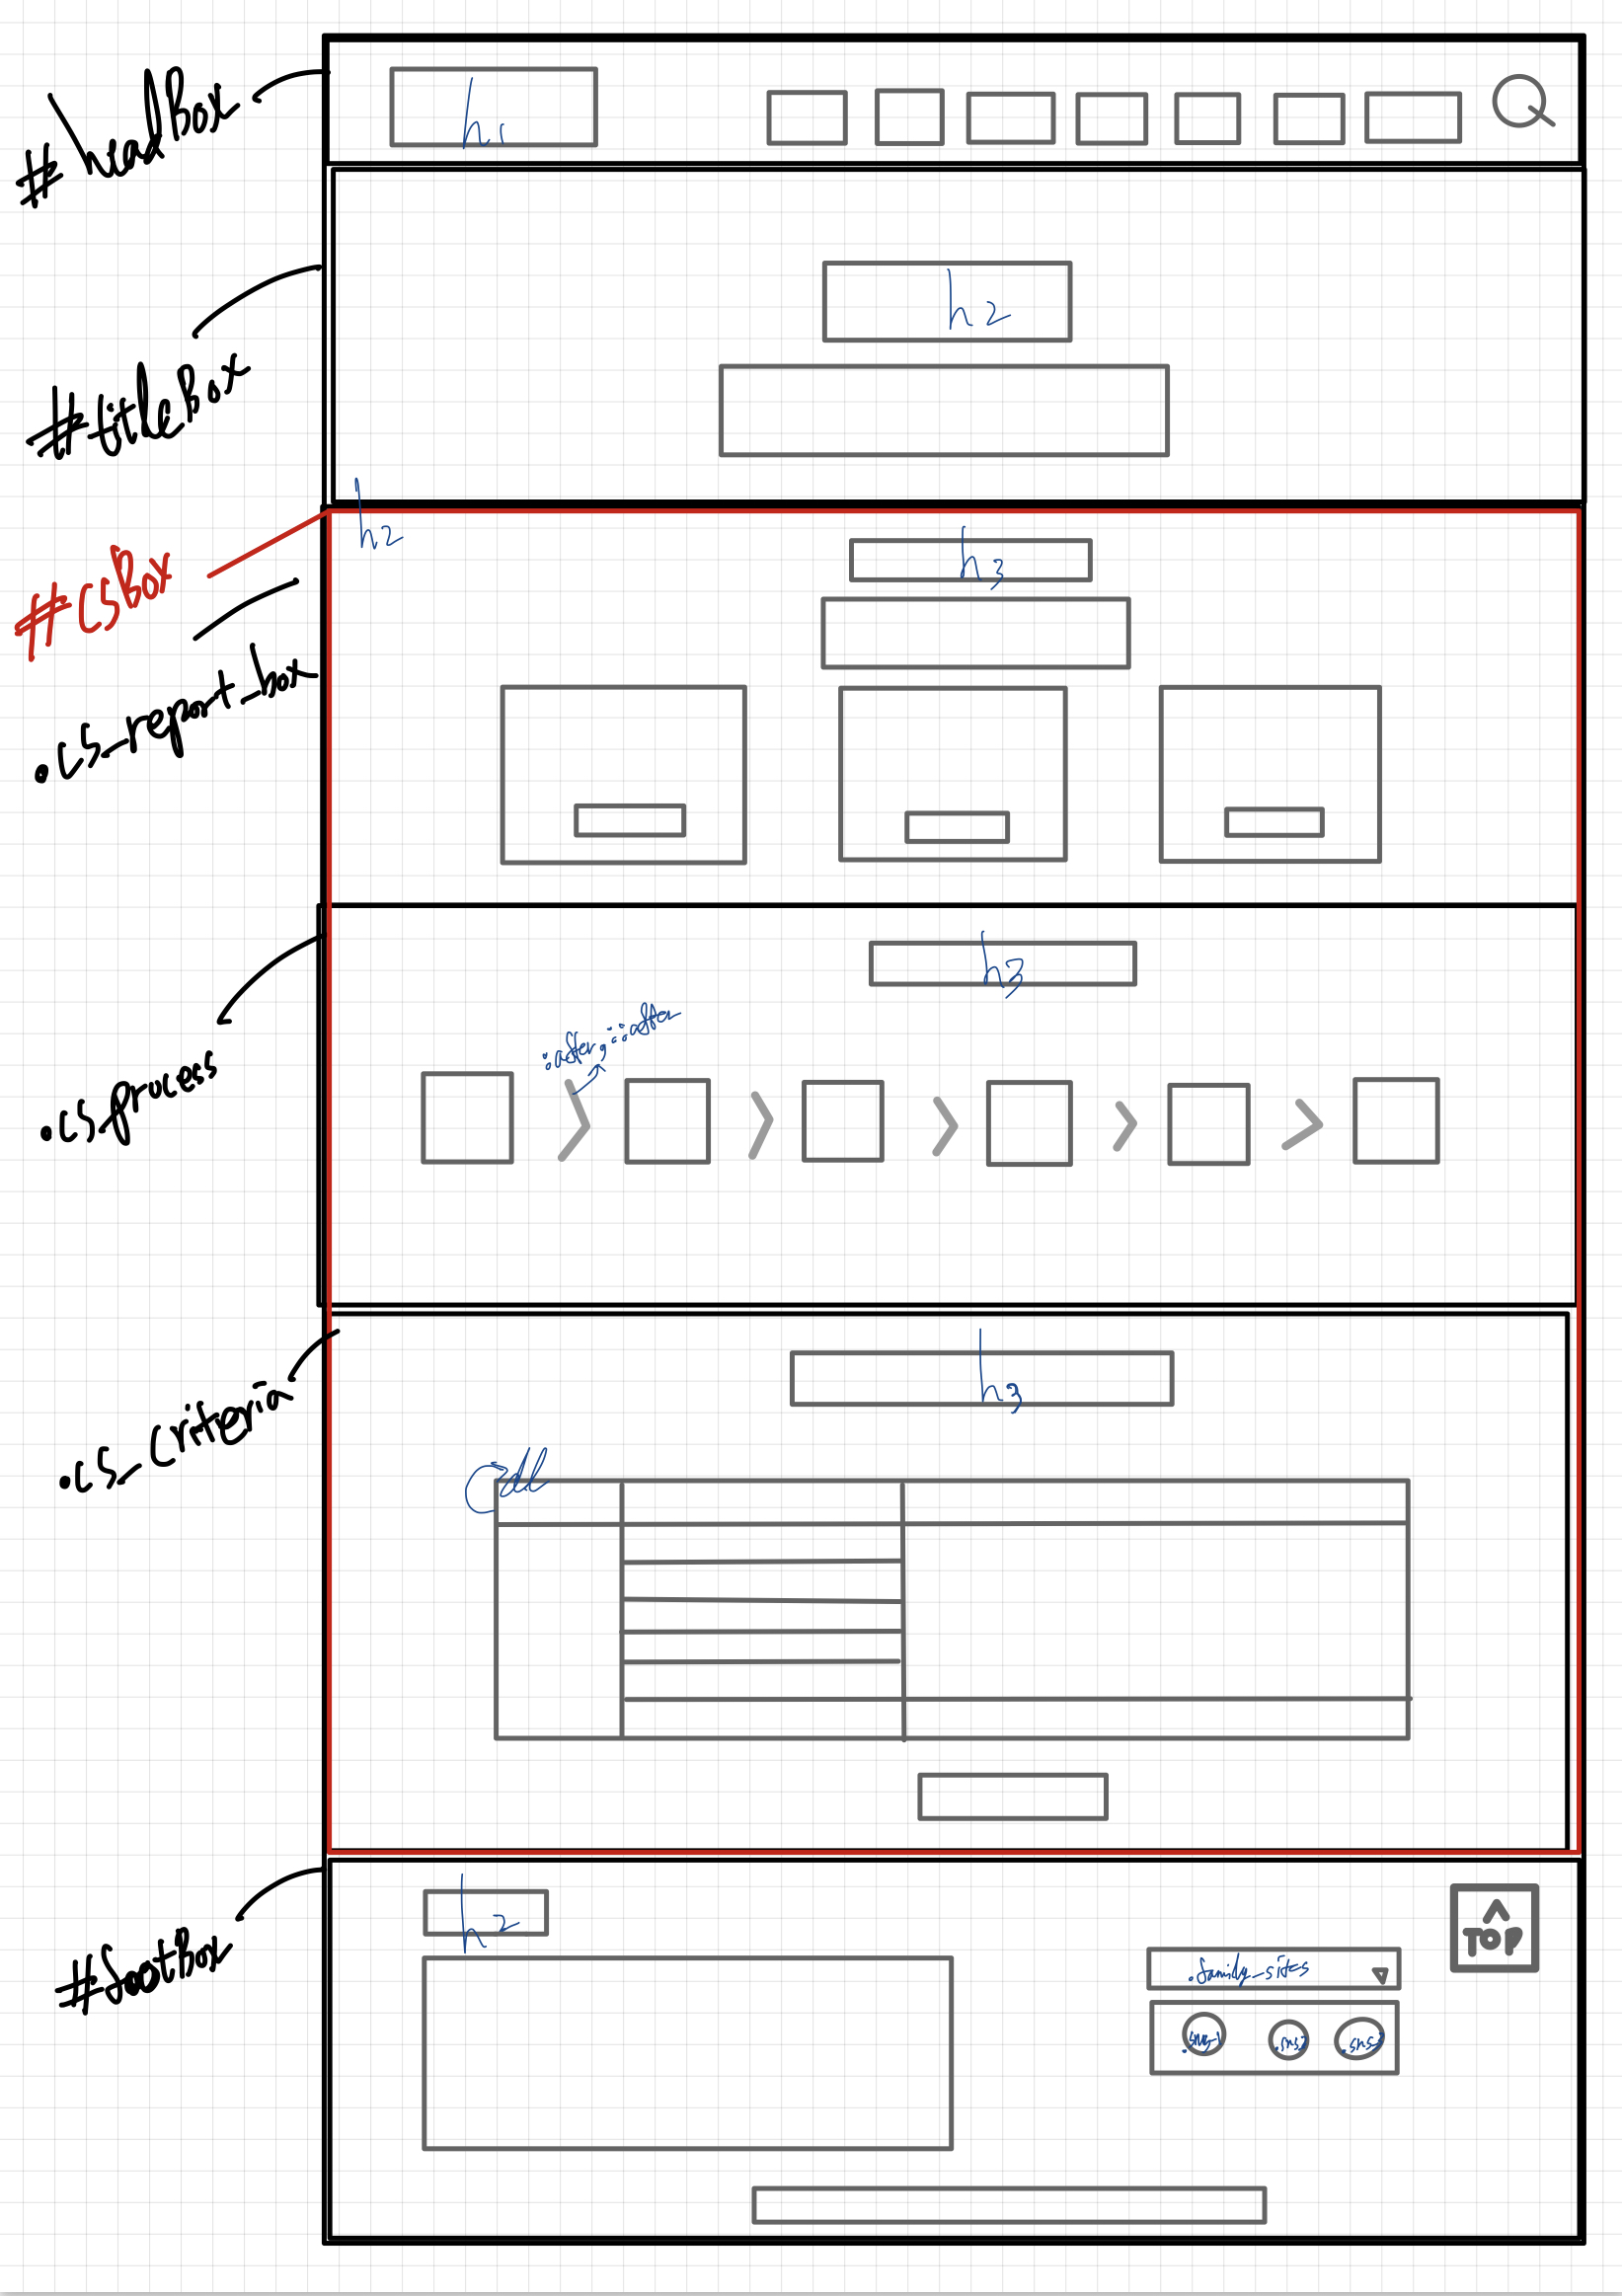 #headBox
h1
#titleBox
h2
#csBox
h2
h3
.cs_report_box
.cs_process
h3
:after, ::after
.cs_criteria
h3
#footBox
h2
TOP
.family_sites
.sns1
.sns2
.sns3